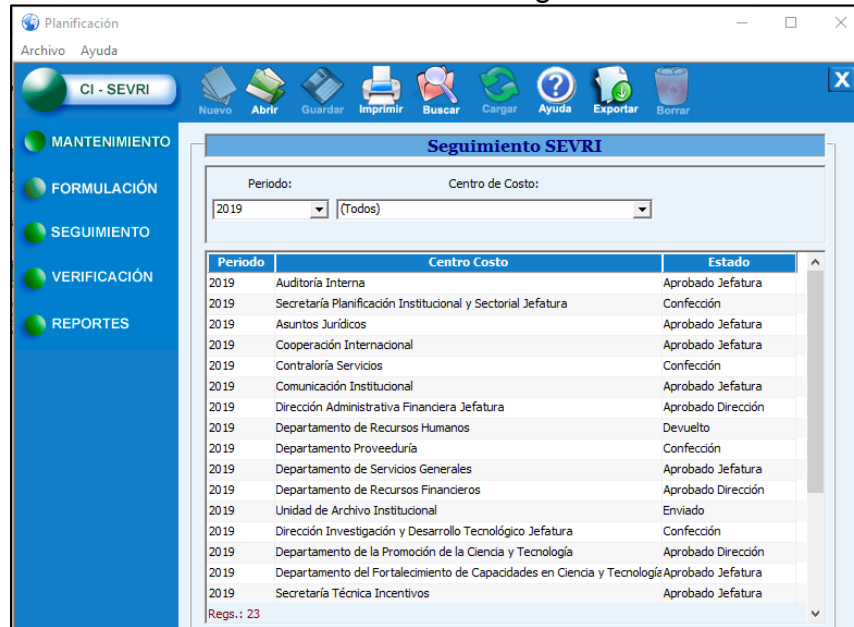 Planificación
Archivo Ayuda
CI - SEVRI
Nuevo Abrir Guardar Imprimir Buscar Cargar Ayuda Exportar Borrar
X
MANTENIMIENTO
FORMULACIÓN
SEGUIMIENTO
VERIFICACIÓN
REPORTES
Seguimiento SEVRI
Periodo: Centro de Costo:
2019 (Todos)
Periodo Centro Costo Estado
2019 Auditoría Interna Aprobado Jefatura
2019 Secretaría Planificación Institucional y Sectorial Jefatura Confección
2019 Asuntos Jurídicos Aprobado Jefatura
2019 Cooperación Internacional Aprobado Jefatura
2019 Contraloría Servicios Confección
2019 Comunicación Institucional Aprobado Jefatura
2019 Dirección Administrativa Financiera Jefatura Aprobado Dirección
2019 Departamento de Recursos Humanos Devuelto
2019 Departamento Proveeduría Confección
2019 Departamento de Servicios Generales Aprobado Jefatura
2019 Departamento de Recursos Financieros Aprobado Dirección
2019 Unidad de Archivo Institucional Enviado
2019 Dirección Investigación y Desarrollo Tecnológico Jefatura Confección
2019 Departamento de la Promoción de la Ciencia y Tecnología Aprobado Dirección
2019 Departamento del Fortalecimiento de Capacidades en Ciencia y Tecnología Aprobado Jefatura
2019 Secretaría Técnica Incentivos Aprobado Jefatura
Regs.: 23